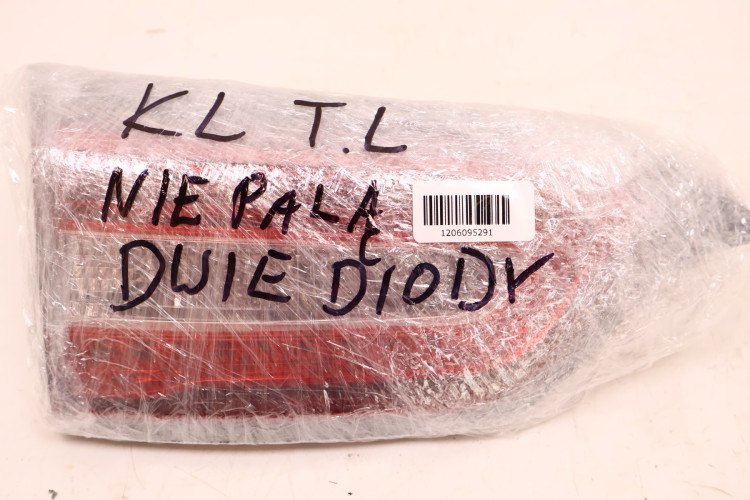 KL T.L
NIE PALĄ
1206095291
DWIE DIODY